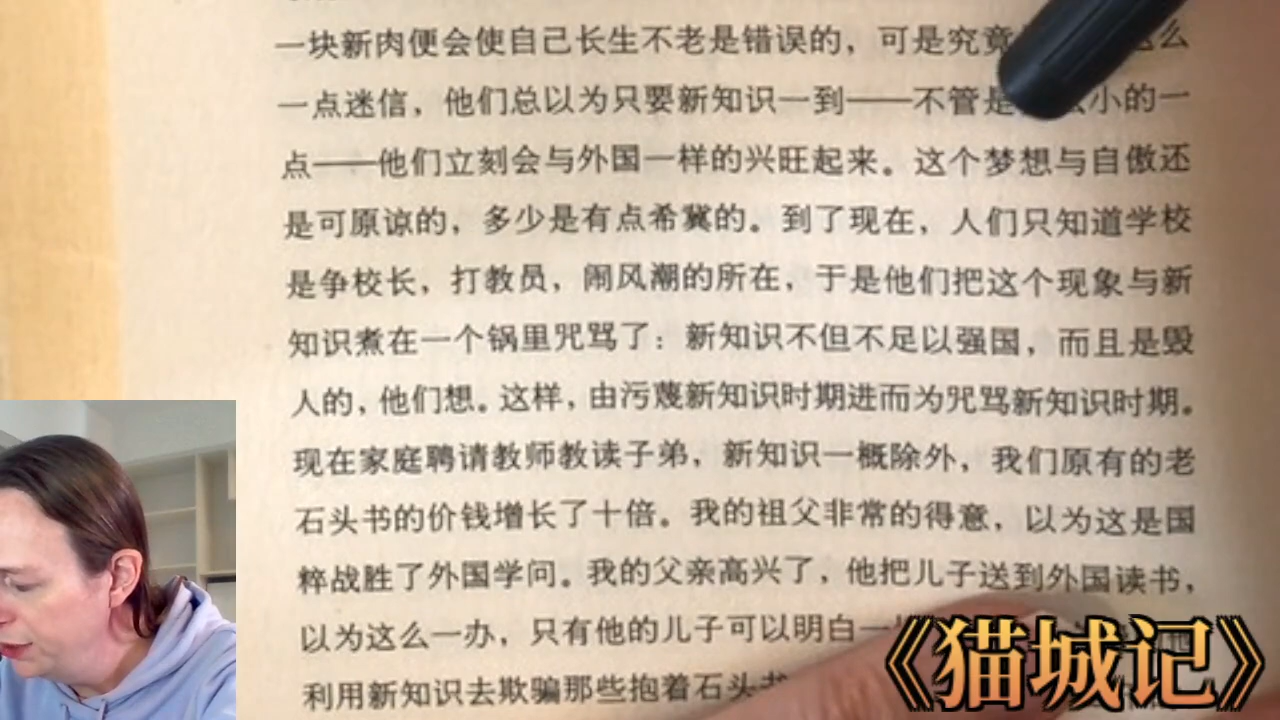 一块新肉便会使自己长生不老是错误的，可是究竟么
一点迷信，他们总以为只要新知识一到——不管是小的一
点——他们立刻会与外国一样的兴旺起来。这个梦想与自傲还
是可原谅的，多少是有点希冀的。到了现在，人们只知道学校
是争校长，打教员，闹风潮的所在，于是他们把这个现象与新
知识煮在一个锅里咒骂了：新知识不但不足以强国，而且是毁
人的，他们想。这样，由污蔑新知识时期进而为咒骂新知识时期。
现在家庭聘请教师教读子弟，新知识一概除外，我们原有的老
石头书的价钱增长了十倍。我的祖父非常的得意，以为这是国
粹战胜了外国学问。我的父亲高兴了，他把儿子送到外国读书，
以为这么一办，只有他的儿子可以明白一
利用新知识去欺骗那些抱着石头书
《猫城记》